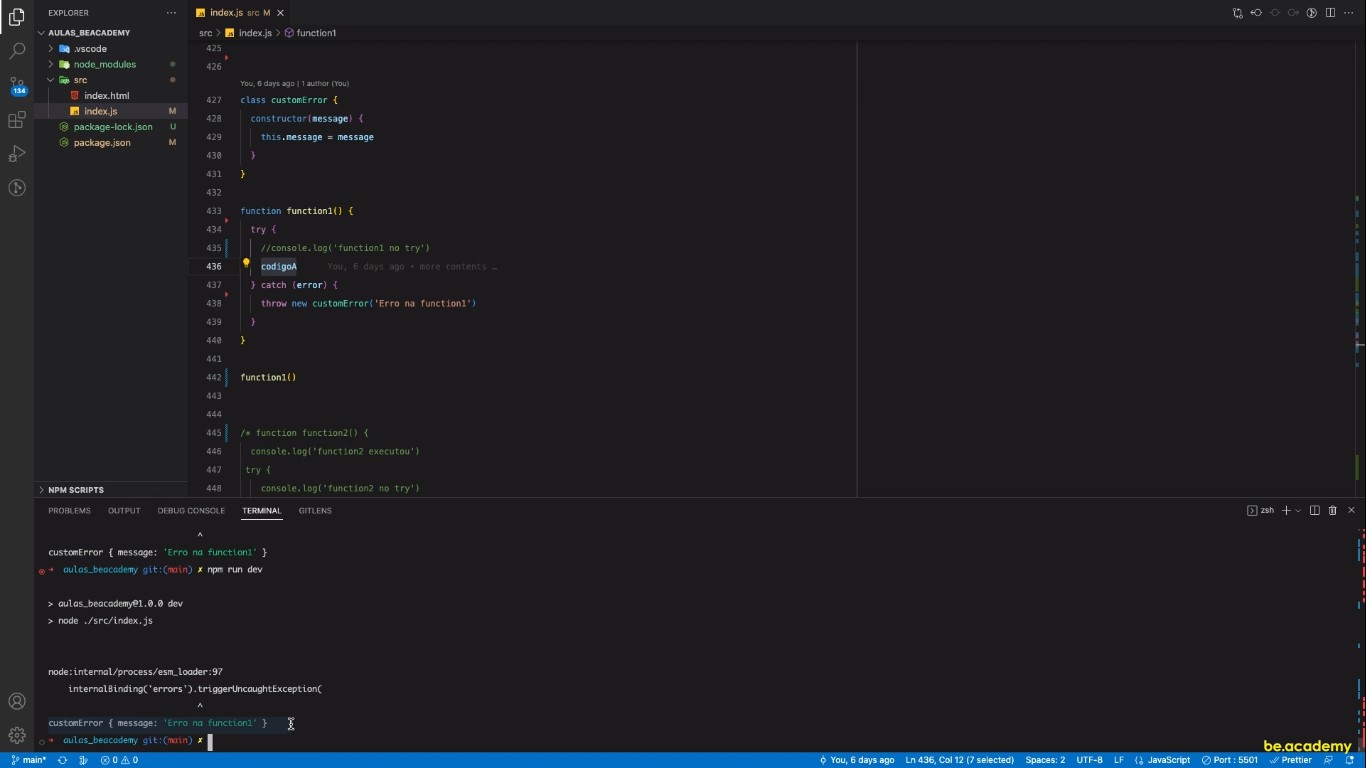 EXPLORER
index.js src M
AULAS_BEACADEMY
src > index.js > function1
.vscode
node_modules
src
index.html
index.js M
package-lock.json U
package.json M
134
425
426
You, 6 days ago | 1 author (You)
427 class customError {
428 constructor(message) {
429 this.message = message
430 }
431 }
432
433 function function1() {
434 try {
435 //console.log('function1 no try')
436 codigoA You, 6 days ago • more contents …
437 } catch (error) {
438 throw new customError('Erro na function1')
439 }
440 }
441
442 function1()
443
444
445 /* function function2() {
446 console.log('function2 executou')
447 try {
448 console.log('function2 no try')
NPM SCRIPTS
PROBLEMS OUTPUT DEBUG CONSOLE TERMINAL GITLENS
zsh
^
customError { message: 'Erro na function1' }
→ aulas_beacademy git:(main) ✗ npm run dev
> aulas_beacademy@1.0.0 dev
> node ./src/index.js
node:internal/process/esm_loader:97
internalBinding('errors').triggerUncaughtException(
^
customError { message: 'Erro na function1' }
→ aulas_beacademy git:(main) ✗
be.academy
main* 0 0 You, 6 days ago Ln 436, Col 12 (7 selected) Spaces: 2 UTF-8 LF JavaScript Port : 5501 Prettier